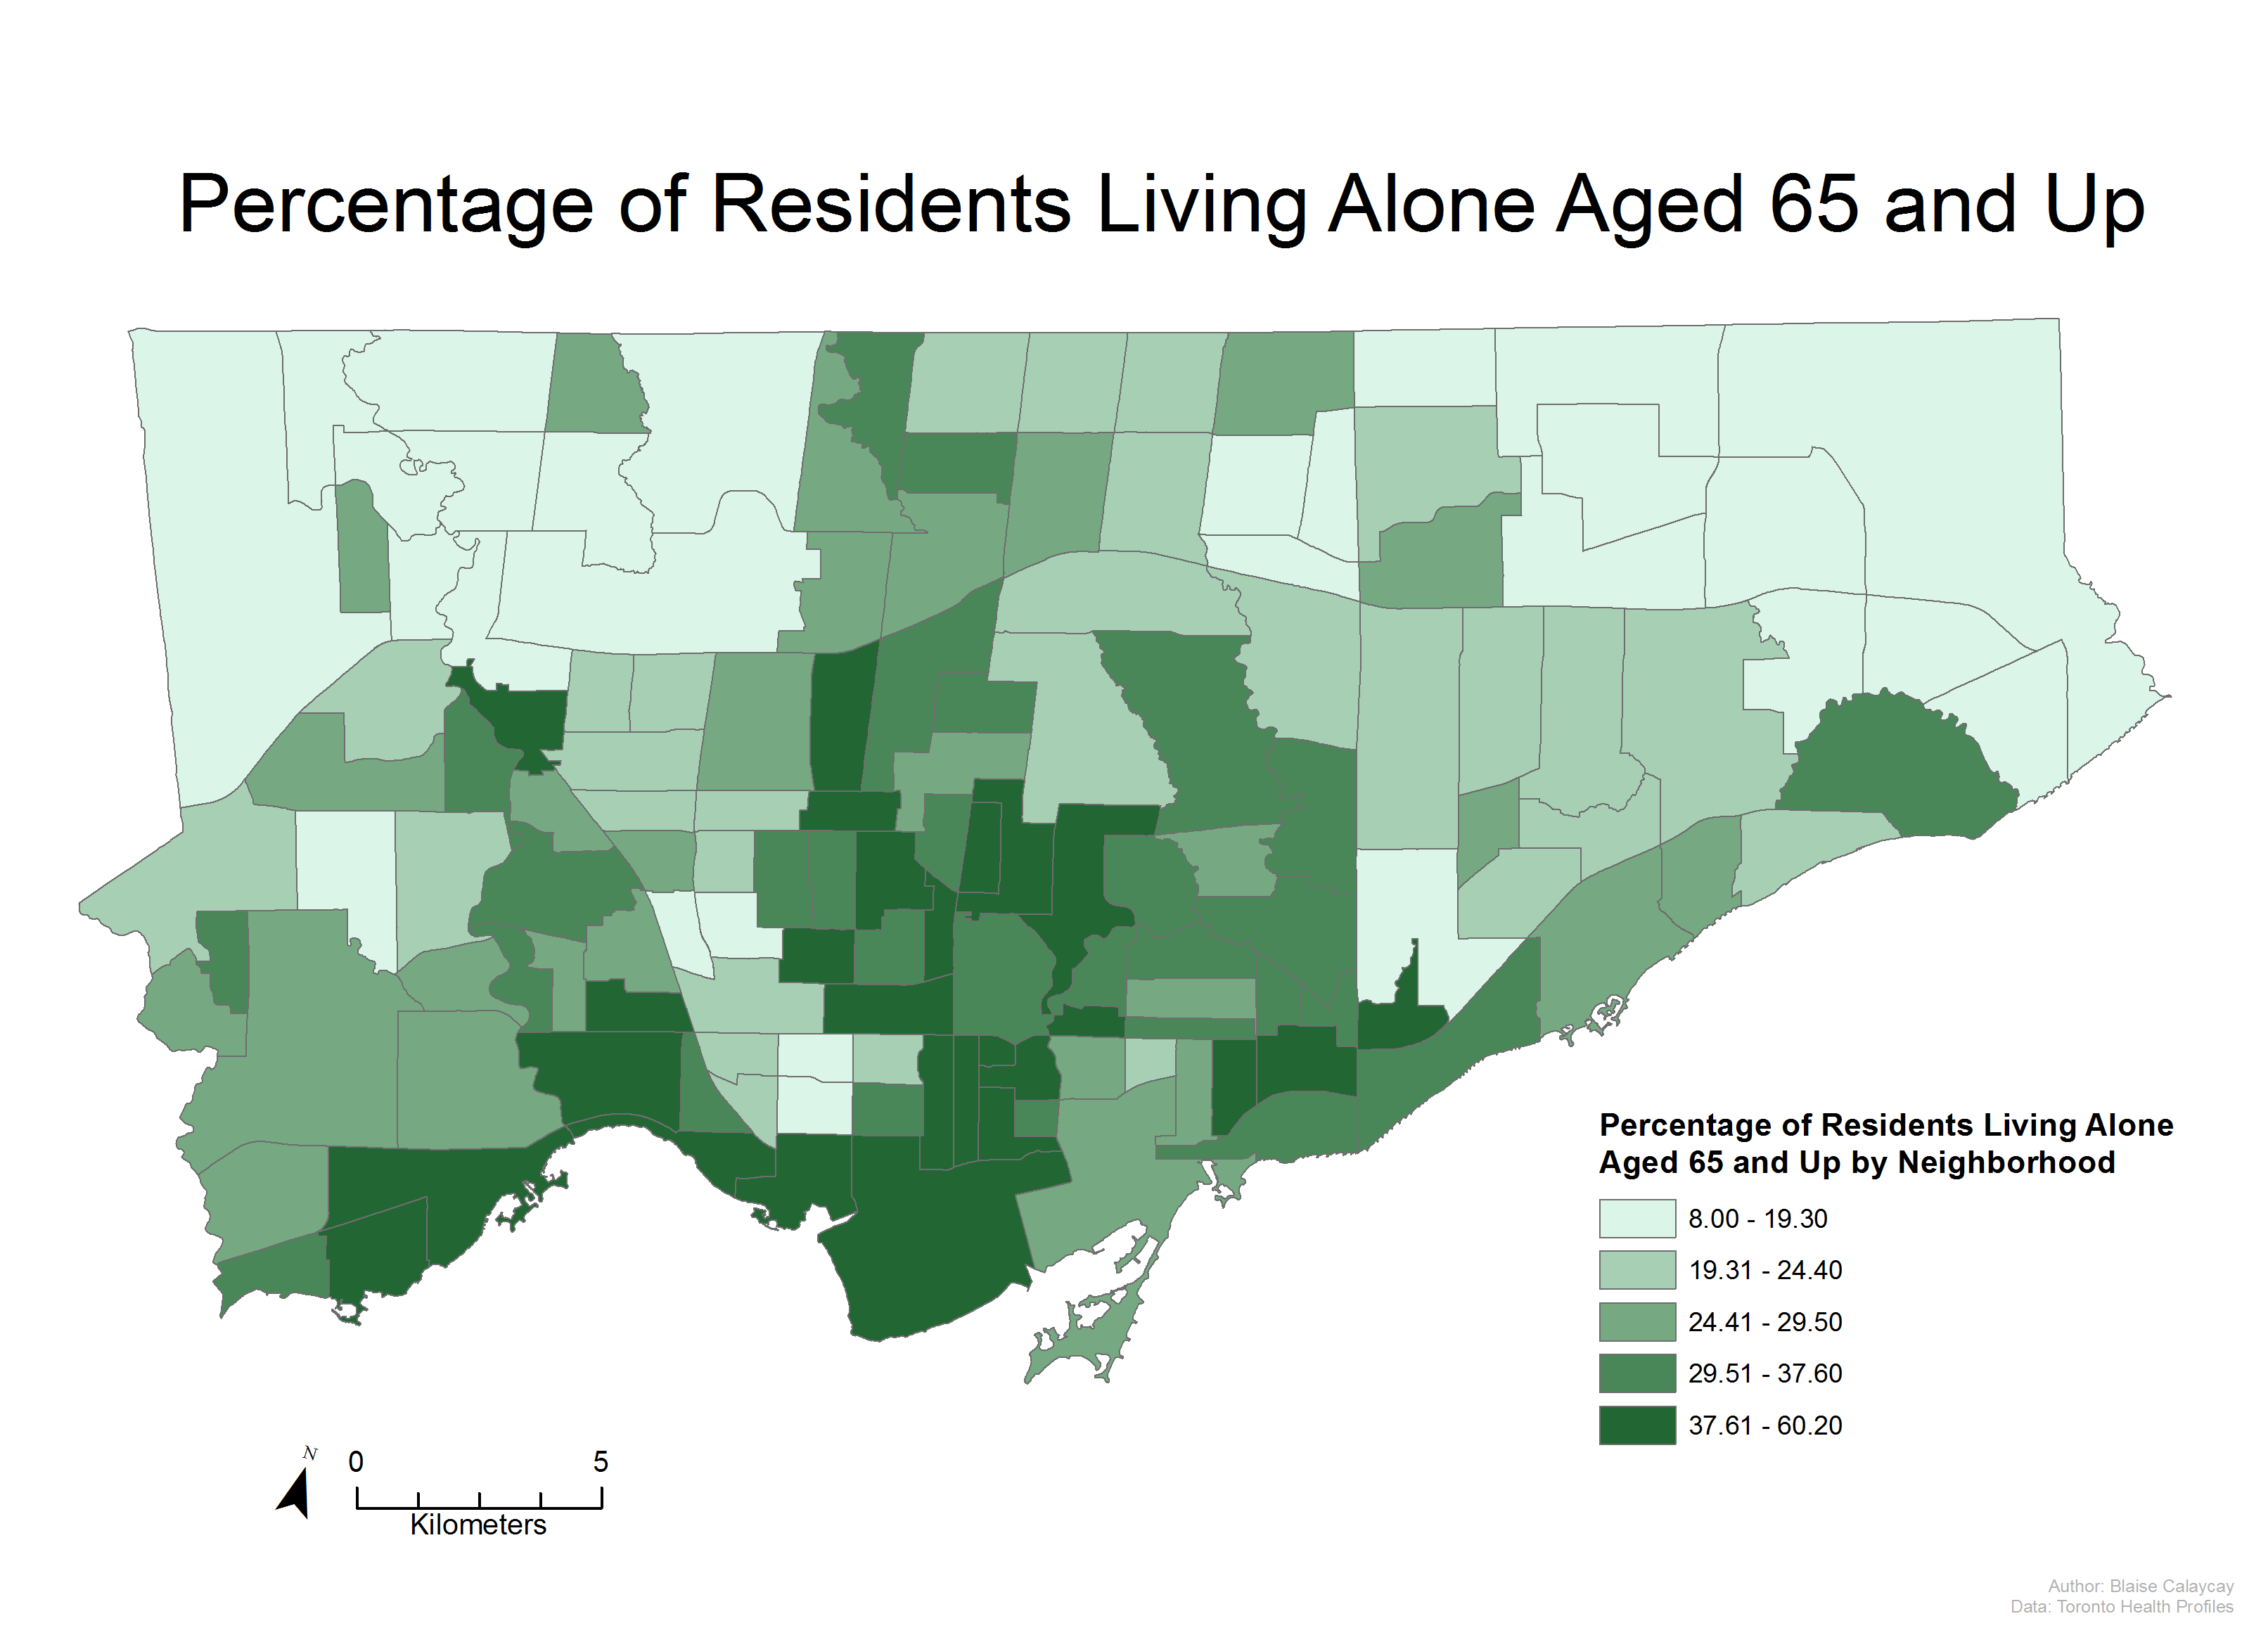 Percentage of Residents Living Alone Aged 65 and Up
Percentage of Residents Living Alone
Aged 65 and Up by Neighborhood
8.00 - 19.30
19.31 - 24.40
24.41 - 29.50
29.51 - 37.60
37.61 - 60.20
N
0 5
Kilometers
Author: Blaise Calaycay
Data: Toronto Health Profiles